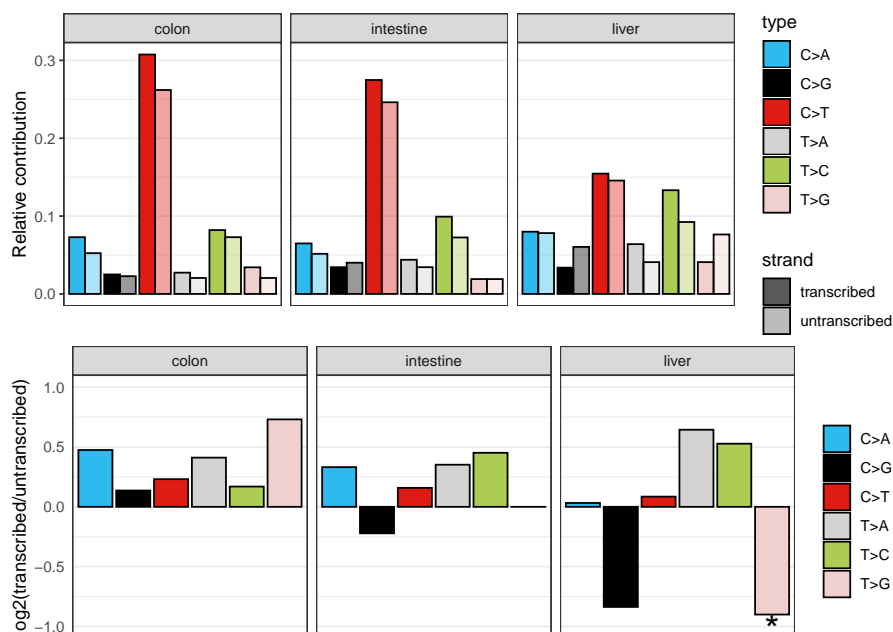 colon intestine liver
type
C>A
C>G
C>T
T>A
T>C
T>G
strand
transcribed
untranscribed
Relative contribution
0.3
0.2
0.1
0.0
colon intestine liver
og2(transcribed/untranscribed)
1.0
0.5
0.0
−0.5
−1.0
*
C>A
C>G
C>T
T>A
T>C
T>G